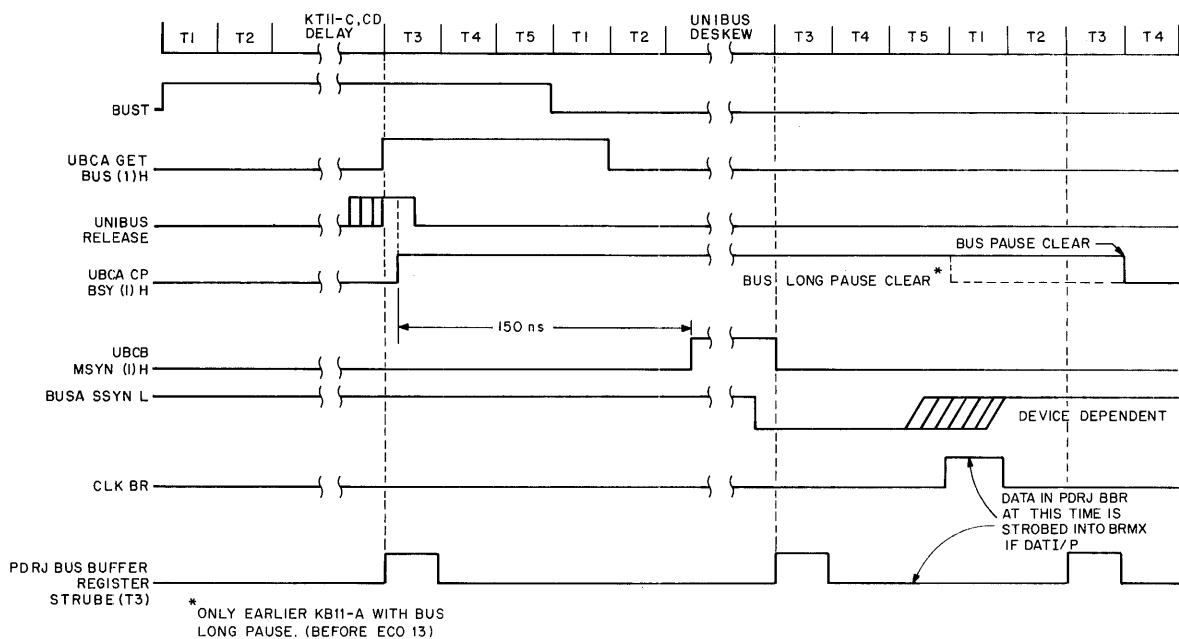 KT11-C,CD
DELAY
UNIBUS
DESKEW
T1 T2 T3 T4 T5 T1 T2 T3 T4 T5 T1 T2 T3 T4
BUST
UBCA GET
BUS (1) H
UNIBUS
RELEASE
BUS PAUSE CLEAR
UBCA CP
BSY (1) H
BUS LONG PAUSE CLEAR *
150 ns
UBCB
MSYN (1) H
BUSA SSYN L
DEVICE DEPENDENT
CLK BR
DATA IN PDRJ BBR
AT THIS TIME IS
STROBED INTO BRMX
IF DATI/P
PDRJ BUS BUFFER
REGISTER
STRUBE (T3)
* ONLY EARLIER KB11-A WITH BUS
LONG PAUSE. (BEFORE ECO 13)